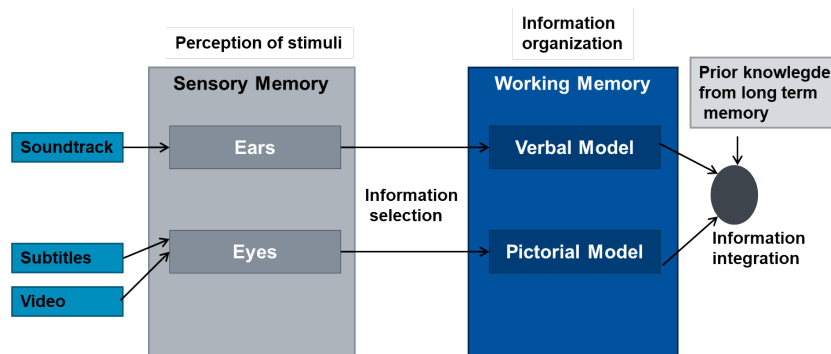 Perception of stimuli
Information
organization
Sensory Memory
Working Memory
Prior knowlegde
from long term
memory
Soundtrack
Ears
Verbal Model
Information
selection
Subtitles
Eyes
Pictorial Model
Information
integration
Video